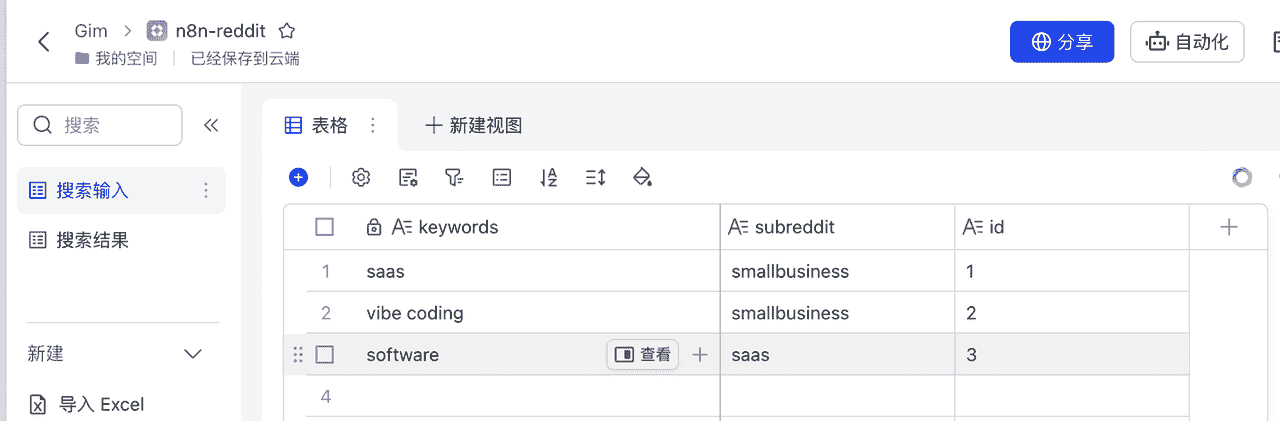 Gim > n8n-reddit
我的空间 | 已经保存到云端
分享
自动化
搜索
搜索输入
搜索结果
新建
导入 Excel
表格
新建视图
keywords subreddit id
1 saas smallbusiness 1
2 vibe coding smallbusiness 2
software 查看 saas 3
4